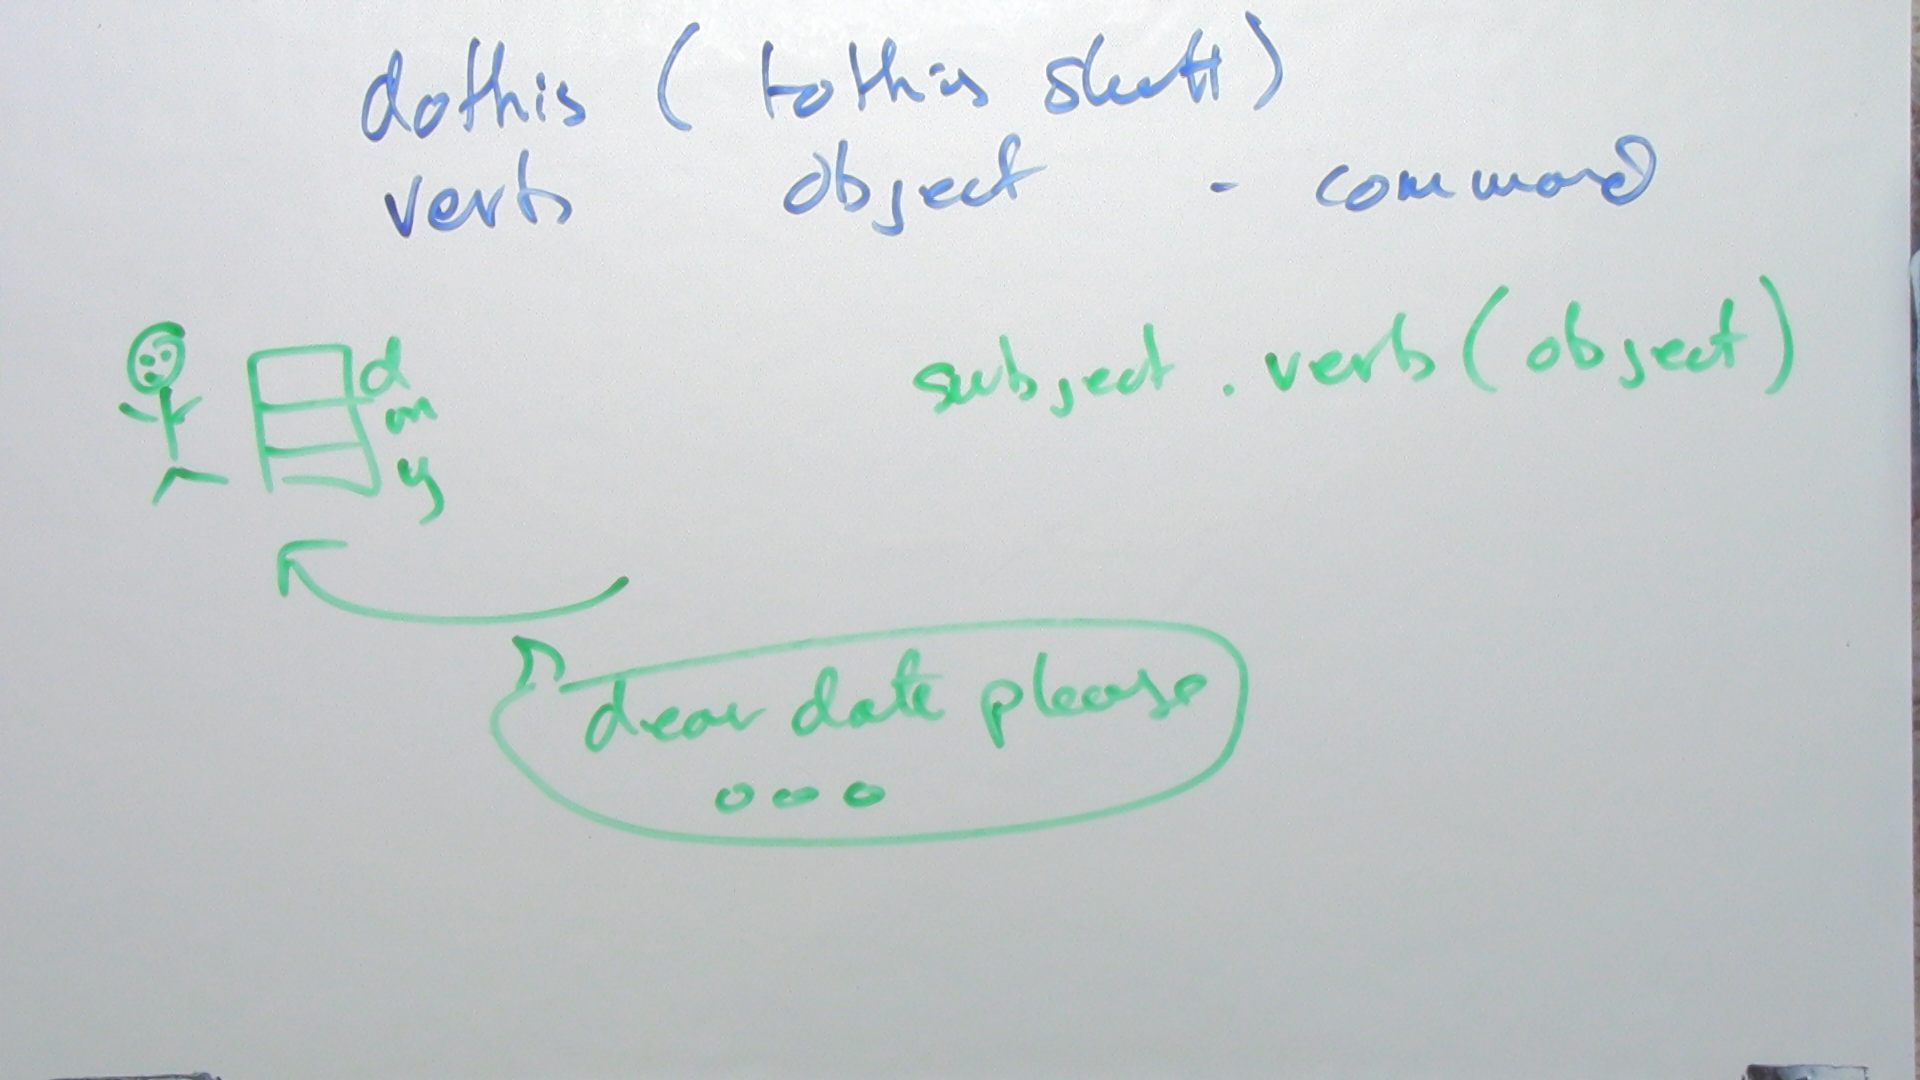 dothis ( tothis stuff )
verb object - command
subject . verb ( object )
d
m
y
dear date please
ooo